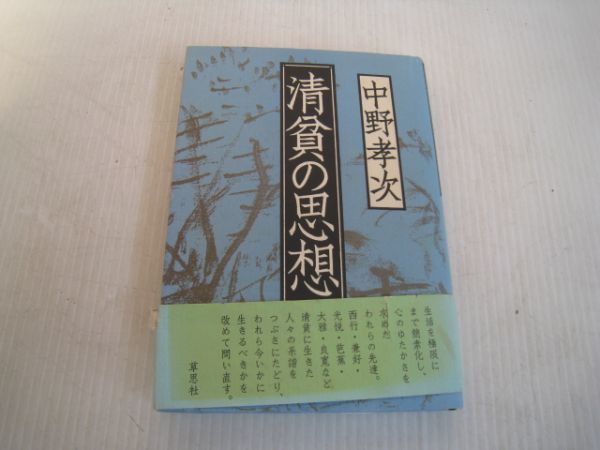 中野孝次
清貧の思想
生活を極限に
まで簡素化し、
心のゆたかさを
求めた
われらの先達。
西行・兼好・
光悦・芭蕉・
大雅・良寛など
清貧に生きた
人々の系譜を
つぶさにたどり、
われら今いかに
生きるべきかを
改めて問い直す。
草思社